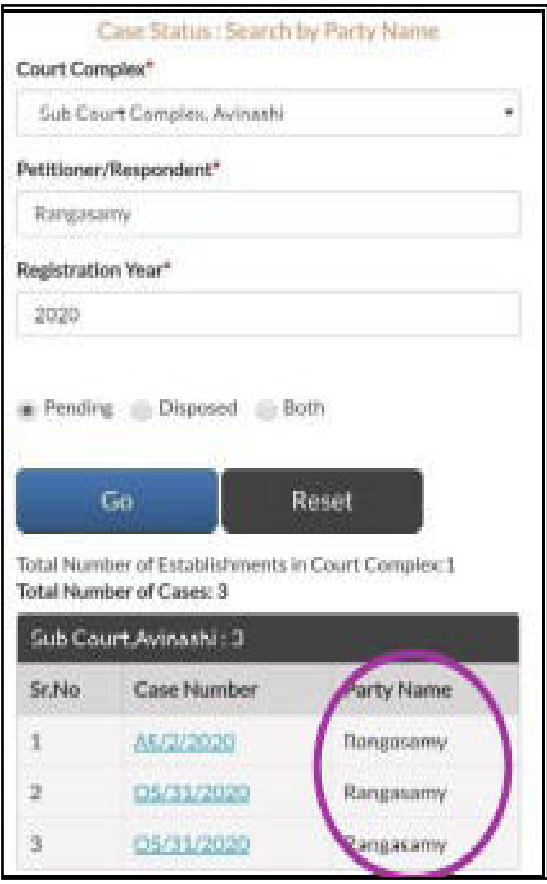 Case Status : Search by Party Name
Court Complex*
Sub Court Complex, Avinashi
Petitioner/Respondent*
Rangasamy
Registration Year*
2020
Pending Disposed Both
Go Reset
Total Number of Establishments in Court Complex:1
Total Number of Cases: 3
Sub Court,Avinashi : 3
Sr.No Case Number Party Name
1 AS/2/2020 Rangasamy
2 OS/31/2020 Rangasamy
3 OS/31/2020 Rangasamy